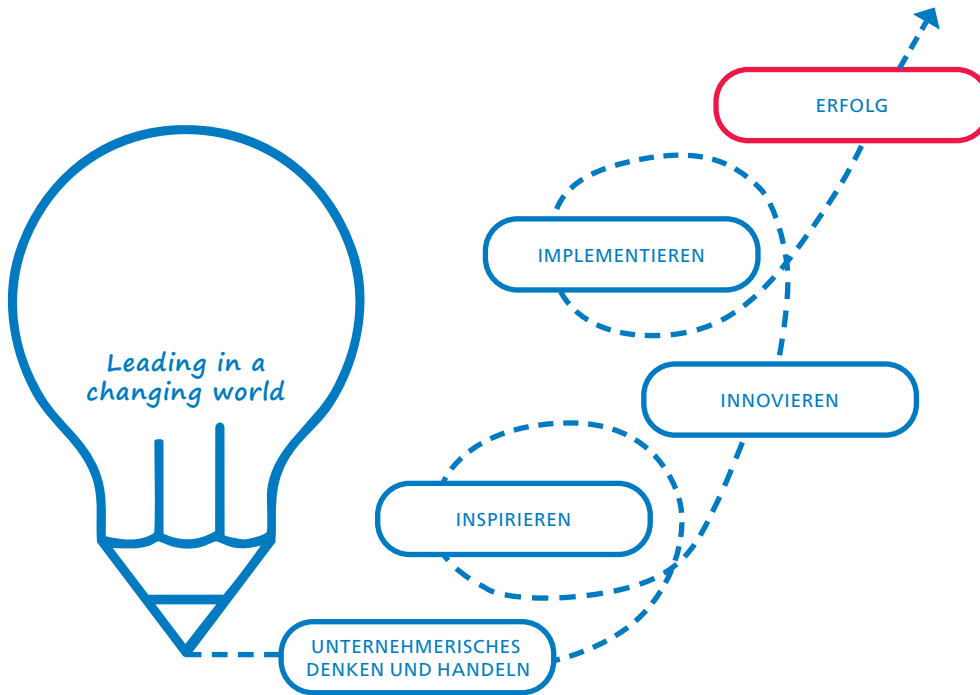 ERFOLG
IMPLEMENTIEREN
Leading in a
changing world
INNOVIEREN
INSPIRIEREN
UNTERNEHMERISCHES
DENKEN UND HANDELN